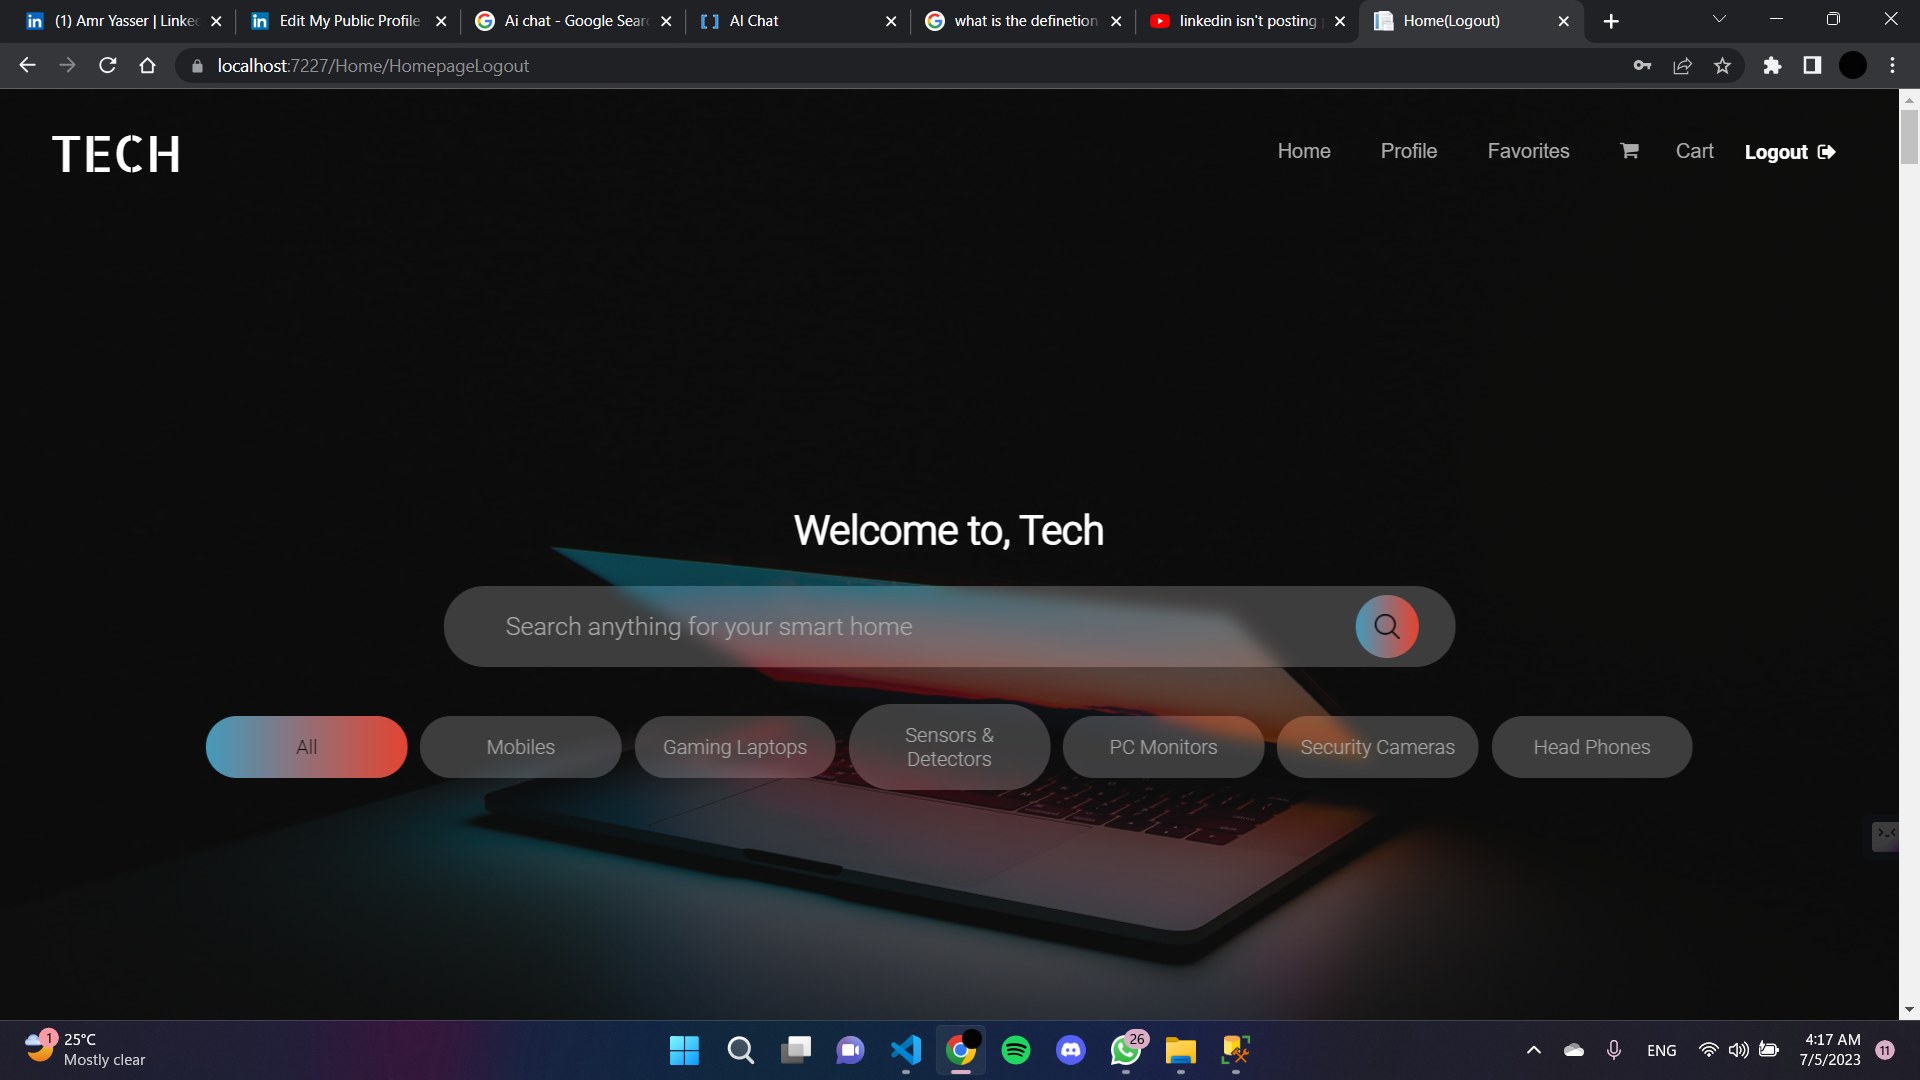 (1) Amr Yasser | Linke
Edit My Public Profile
Ai chat - Google Sear
AI Chat
what is the definetion
linkedin isn't posting
Home(Logout)
localhost:7227/Home/HomepageLogout
TECH
Home
Profile
Favorites
Cart
Logout
Welcome to, Tech
Search anything for your smart home
All
Mobiles
Gaming Laptops
Sensors &
Detectors
PC Monitors
Security Cameras
Head Phones
1
25°C
Mostly clear
26
ENG
4:17 AM
7/5/2023
11